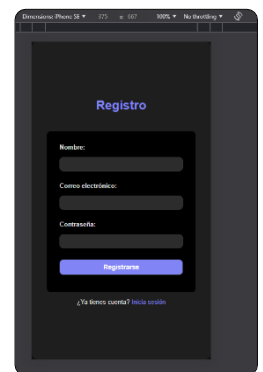 Dimensions: iPhone SE ▼ 375 x 667 100% ▼ No throttling ▼
Registro
Nombre:
Correo electrónico:
Contraseña:
Registrarse
¿Ya tienes cuenta? Inicia sesión